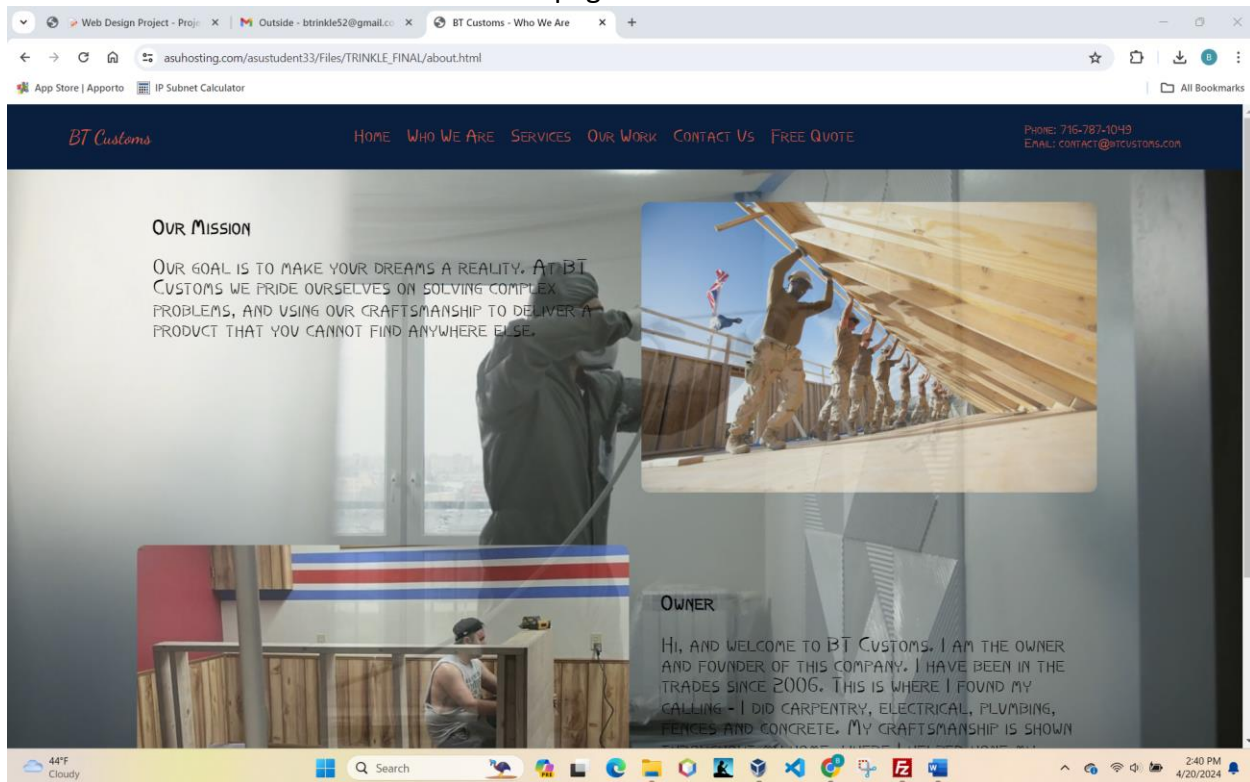 Web Design Project - Proje
Outside - btrinkle52@gmail.co
BT Customs - Who We Are
asuhosting.com/asustudent33/Files/TRINKLE_FINAL/about.html
B
App Store | Apporto
IP Subnet Calculator
All Bookmarks
BT Customs
Home Who We Are Services Our Work Contact Us Free Quote
Phone: 716-787-1049
Email: contact@btcustoms.com
Our Mission
Our goal is to make your dreams a reality. At BT
Customs we pride ourselves on solving complex
problems, and using our craftsmanship to deliver a
product that you cannot find anywhere else.
Owner
Hi, and welcome to BT Customs. I am the owner
and founder of this company. I have been in the
trades since 2006. This is where I found my
calling - I did carpentry, electrical, plumbing,
fences and concrete. My craftsmanship is shown
44°F
Cloudy
Search
2:40 PM
4/20/2024